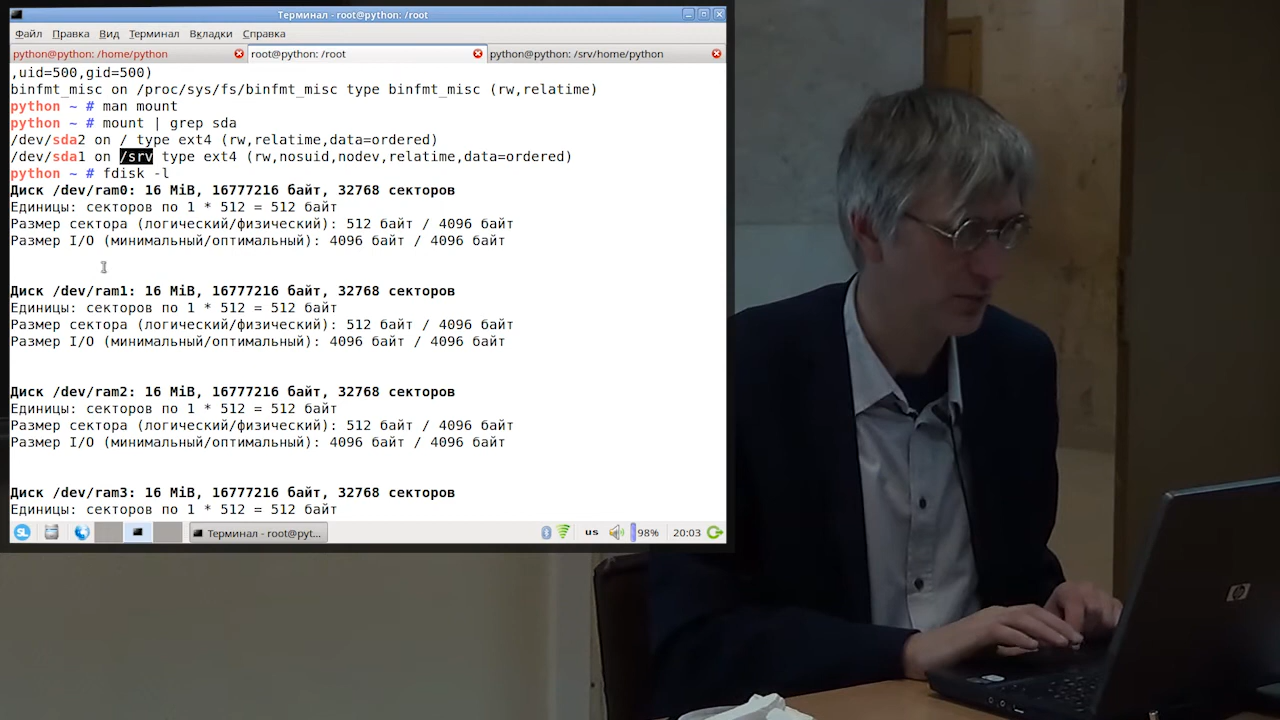 Терминал - root@python: /root
Файл Правка Вид Терминал Вкладки Справка
python@python: /home/python root@python: /root python@python: /srv/home/python
,uid=500,gid=500)
binfmt_misc on /proc/sys/fs/binfmt_misc type binfmt_misc (rw,relatime)
python ~ # man mount
python ~ # mount | grep sda
/dev/sda2 on / type ext4 (rw,relatime,data=ordered)
/dev/sda1 on /srv type ext4 (rw,nosuid,nodev,relatime,data=ordered)
python ~ # fdisk -l
Диск /dev/ram0: 16 MiB, 16777216 байт, 32768 секторов
Единицы: секторов по 1 * 512 = 512 байт
Размер сектора (логический/физический): 512 байт / 4096 байт
Размер I/O (минимальный/оптимальный): 4096 байт / 4096 байт
Диск /dev/ram1: 16 MiB, 16777216 байт, 32768 секторов
Единицы: секторов по 1 * 512 = 512 байт
Размер сектора (логический/физический): 512 байт / 4096 байт
Размер I/O (минимальный/оптимальный): 4096 байт / 4096 байт
Диск /dev/ram2: 16 MiB, 16777216 байт, 32768 секторов
Единицы: секторов по 1 * 512 = 512 байт
Размер сектора (логический/физический): 512 байт / 4096 байт
Размер I/O (минимальный/оптимальный): 4096 байт / 4096 байт
Диск /dev/ram3: 16 MiB, 16777216 байт, 32768 секторов
Единицы: секторов по 1 * 512 = 512 байт
Терминал - root@pyt... us 98% 20:03
hp